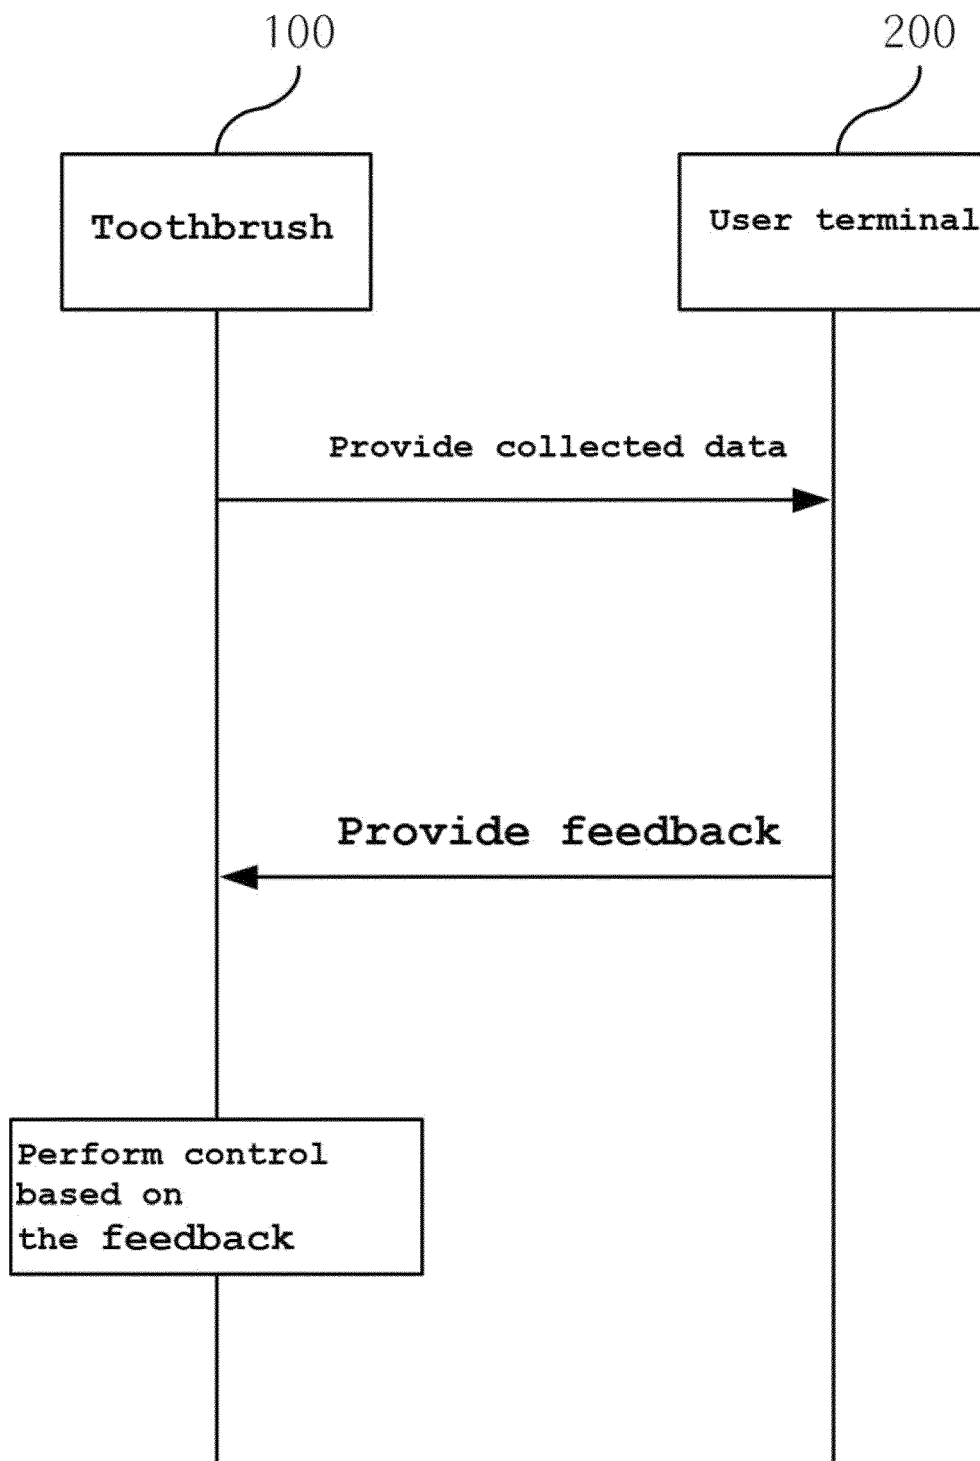 100
200
Toothbrush
User terminal
Provide collected data
Provide feedback
Perform control
based on
the feedback